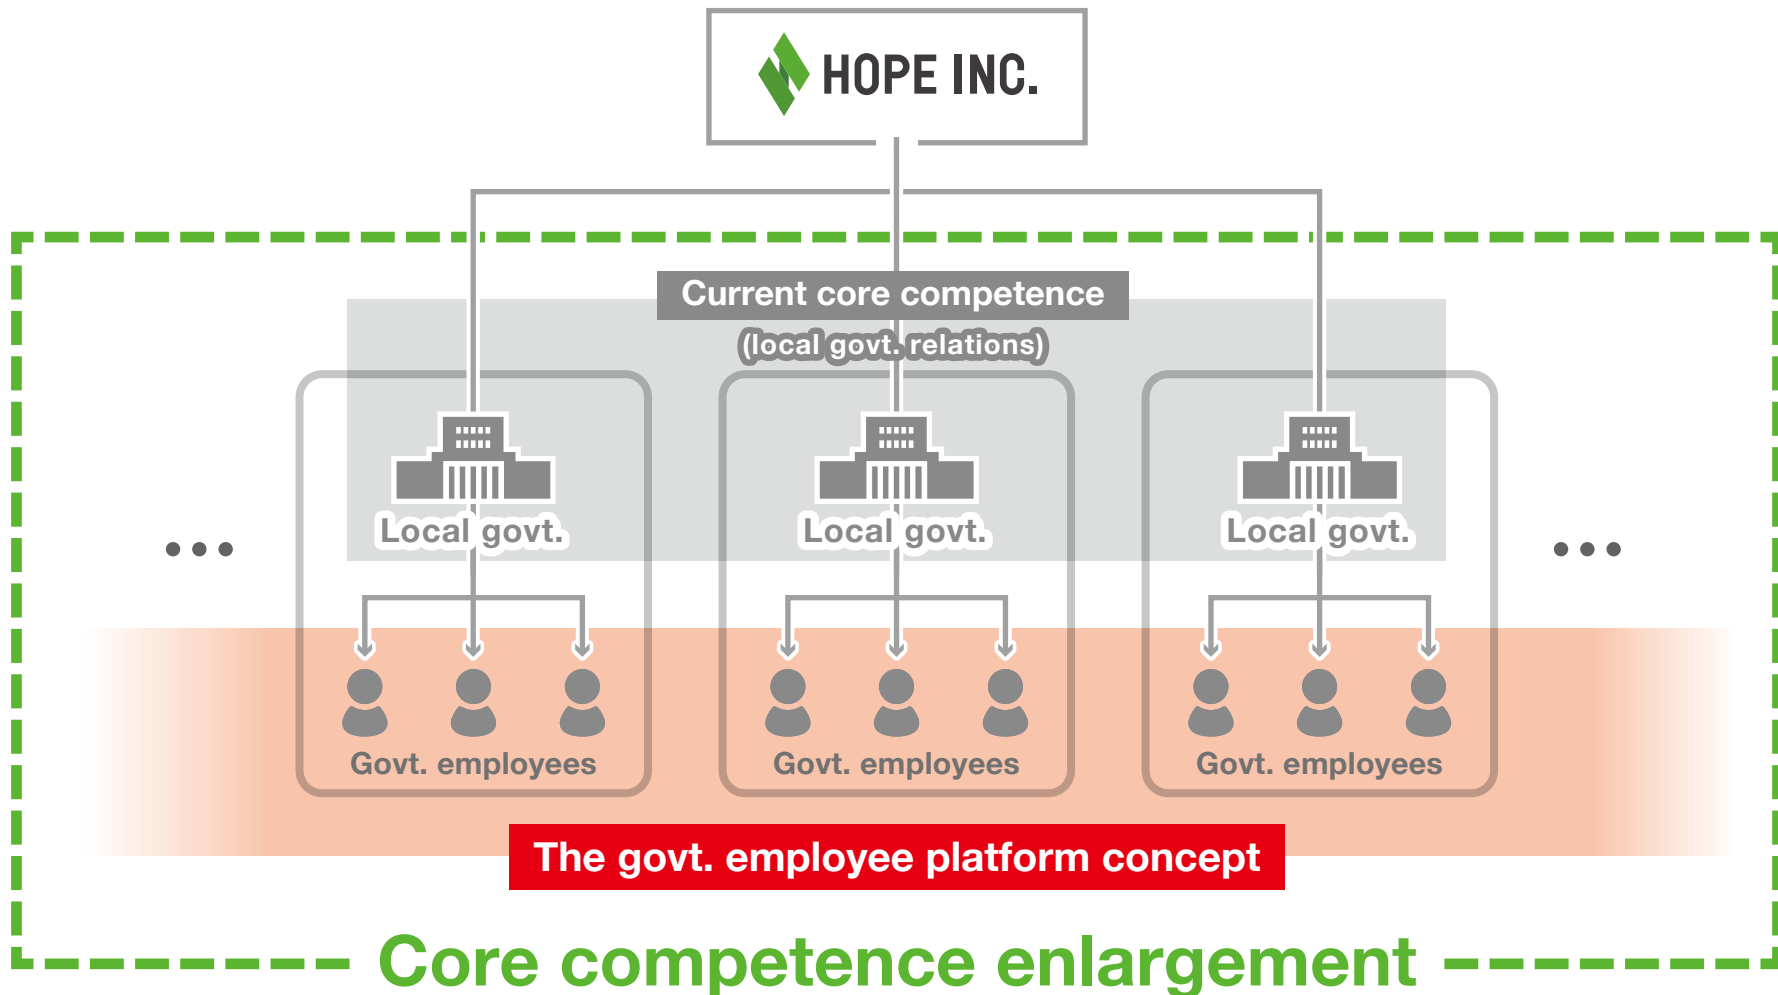 HOPE INC.
Current core competence
(local govt. relations)
Local govt.
Local govt.
Local govt.
Govt. employees
Govt. employees
Govt. employees
The govt. employee platform concept
Core competence enlargement